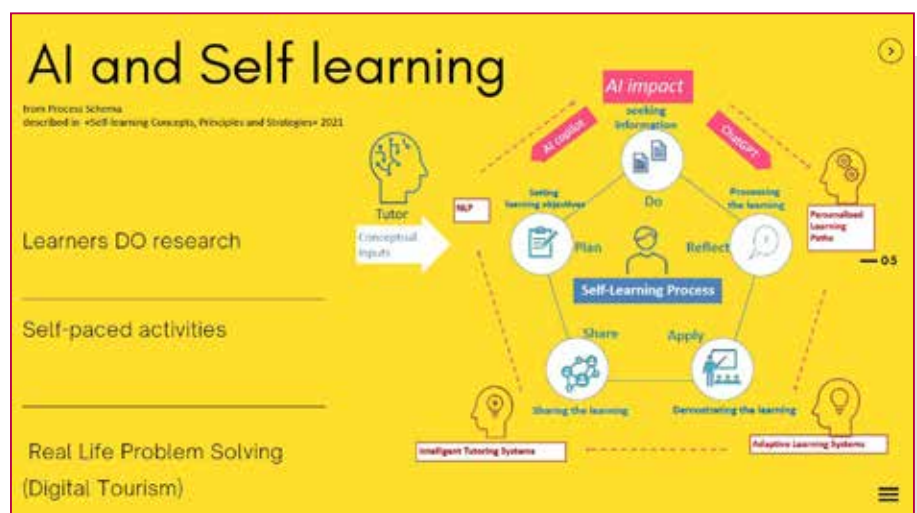 AI and Self learning
from Process Schema
described in «Self-learning Concepts, Principles and Strategies» 2021
Learners DO research
Self-paced activities
Real Life Problem Solving
(Digital Tourism)
AI impact
seeking
information
AI copilot
ChatGPT
Tutor
Conceptual
Inputs
NLP
Setting
learning objectives
Do
Processing
the learning
Personalised
Learning
Paths
Plan
Reflect
05
Self-Learning Process
Share
Apply
Sharing the learning
Demostrating the learning
Intelligent Tutoring Systems
Adaptive Learning Systems